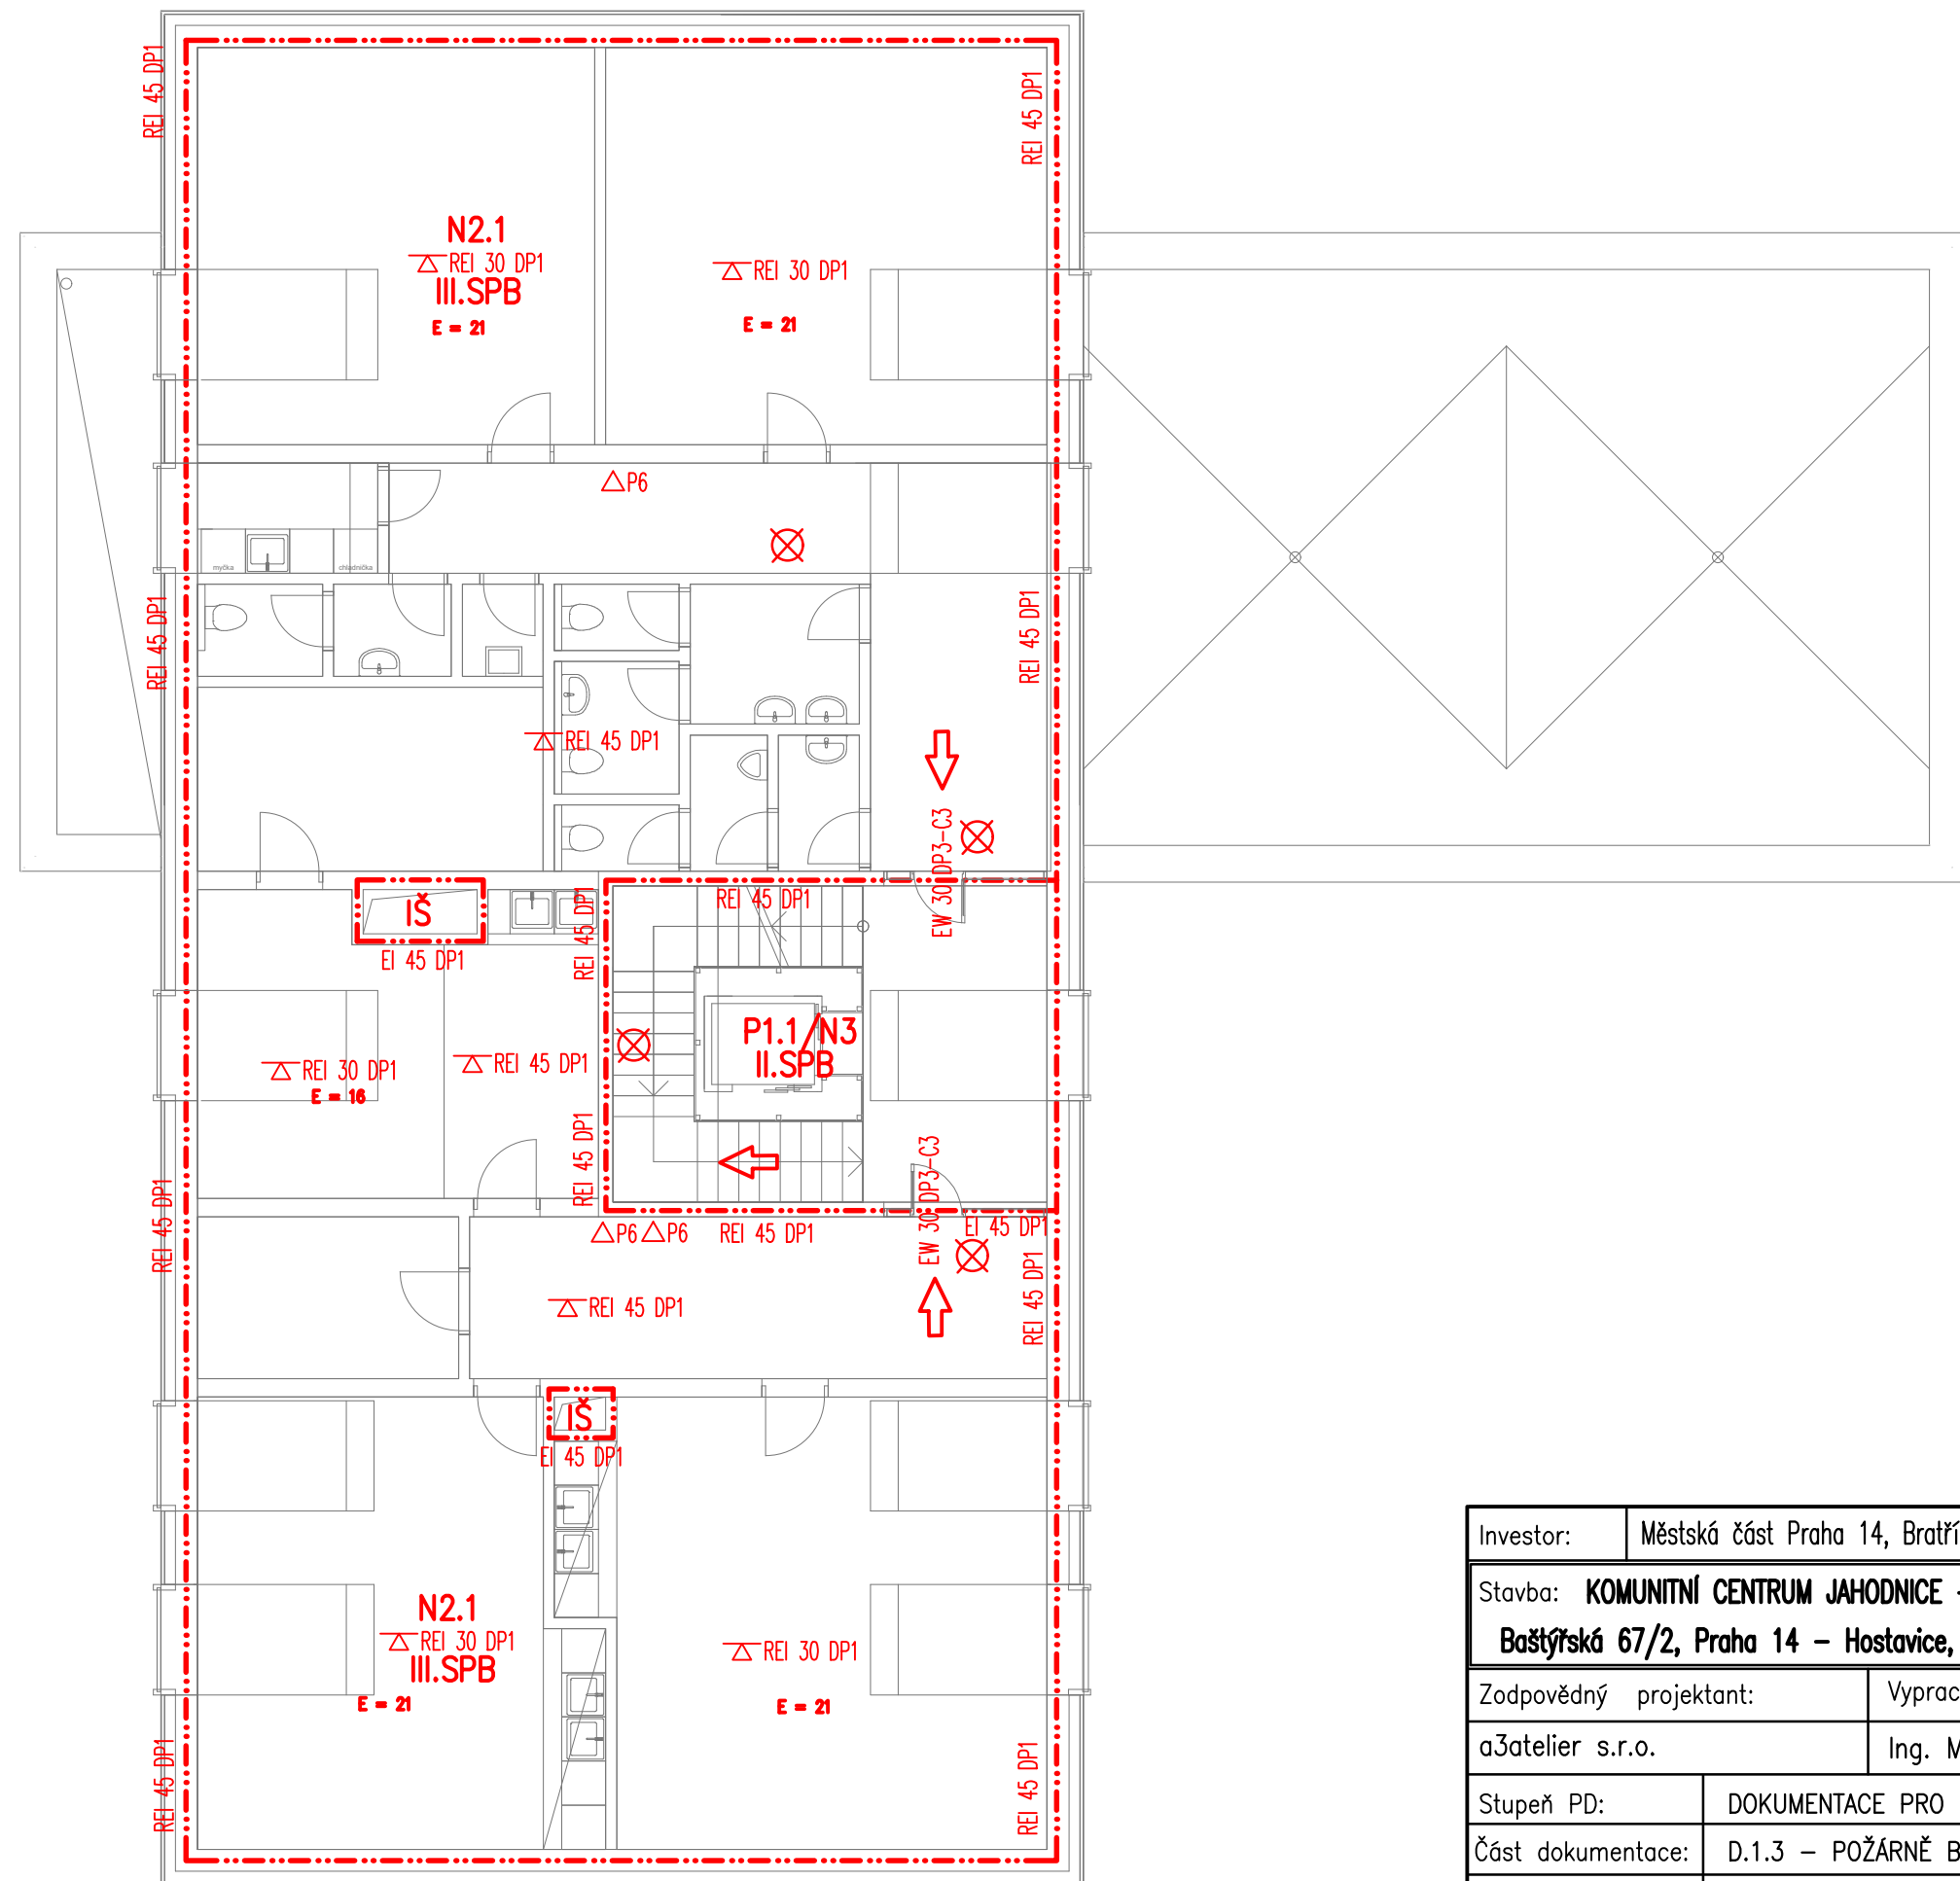 REI 45 DP1
REI 45 DP1
N2.1
REI 30 DP1
III.SPB
E = 21
REI 30 DP1
E = 21
P6
myčka
chladnička
REI 45 DP1
REI 45 DP1
REI 45 DP1
EW 30 DP3-C3
IŠ
EI 45 DP1
REI 45 DP1
REI 45 DP1
P1.1/N3
II.SPB
REI 30 DP1
E = 16
REI 45 DP1
REI 45 DP1
EW 30 DP3-C3
REI 45 DP1
P6
P6
REI 45 DP1
EI 45 DP1
REI 45 DP1
REI 45 DP1
IŠ
EI 45 DP1
N2.1
REI 30 DP1
III.SPB
E = 21
REI 30 DP1
E = 21
REI 45 DP1
REI 45 DP1
Investor:
Městská část Praha 14, Bratří
Stavba: KOMUNITNÍ CENTRUM JAHODNICE -
Baštýřská 67/2, Praha 14 – Hostavice,
Zodpovědný projektant:
Vyprac
a3atelier s.r.o.
Ing. M
Stupeň PD:
DOKUMENTACE PRO
Část dokumentace:
D.1.3 – POŽÁRNĚ B